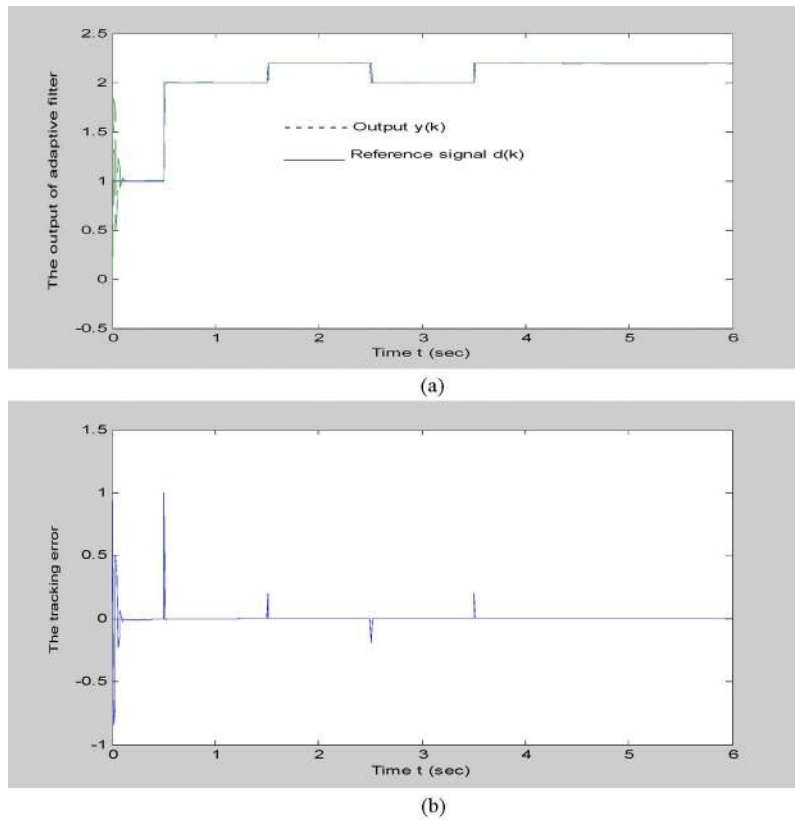 The output of adaptive filter
2.5
2
1.5
1
0.5
0
-0.5
Output y(k)
Reference signal d(k)
0 1 2 3 4 5 6
Time t (sec)
(a)
The tracking error
1.5
1
0.5
0
-0.5
-1
0 1 2 3 4 5 6
Time t (sec)
(b)